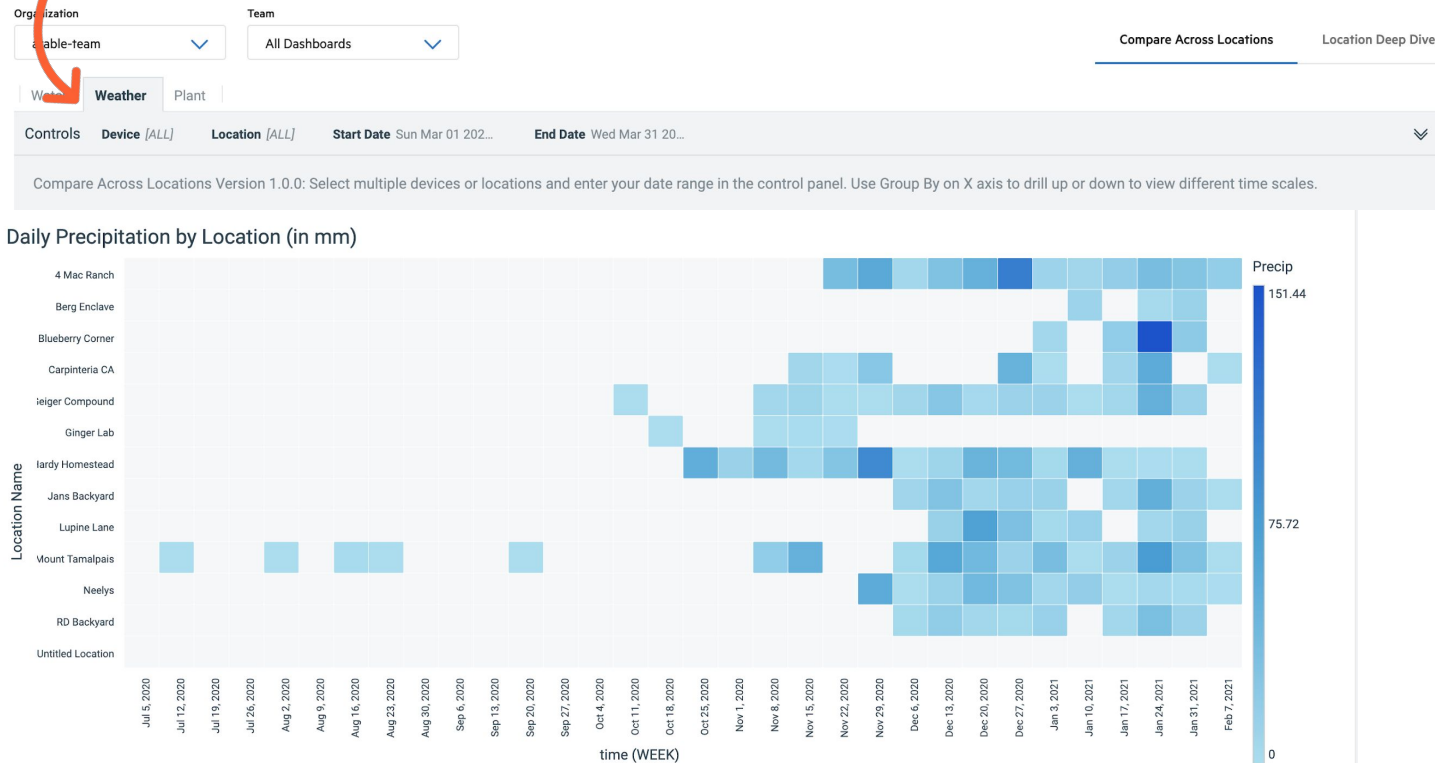 Organization
Team
All Dashboards
Compare Across Locations
Location Deep Dive
Weather
Plant
Controls
Device [ALL]
Location [ALL]
Start Date Sun Mar 01 202...
End Date Wed Mar 31 20...
Compare Across Locations Version 1.0.0: Select multiple devices or locations and enter your date range in the control panel. Use Group By on X axis to drill up or down to view different time scales.
Daily Precipitation by Location (in mm)
Location Name
4 Mac Ranch
Berg Enclave
Blueberry Corner
Carpinteria CA
eiger Compound
Ginger Lab
ardy Homestead
Jans Backyard
Lupine Lane
Mount Tamalpais
Neelys
RD Backyard
Untitled Location
Jul 5, 2020
Jul 12, 2020
Jul 19, 2020
Jul 26, 2020
Aug 2, 2020
Aug 9, 2020
Aug 16, 2020
Aug 23, 2020
Aug 30, 2020
Sep 6, 2020
Sep 13, 2020
Sep 20, 2020
Sep 27, 2020
Oct 4, 2020
Oct 11, 2020
Oct 18, 2020
Oct 25, 2020
Nov 1, 2020
Nov 8, 2020
Nov 15, 2020
Nov 22, 2020
Nov 29, 2020
Dec 6, 2020
Dec 13, 2020
Dec 20, 2020
Dec 27, 2020
Jan 3, 2021
Jan 10, 2021
Jan 17, 2021
Jan 24, 2021
Jan 31, 2021
Feb 7, 2021
time (WEEK)
Precip
151.44
75.72
0